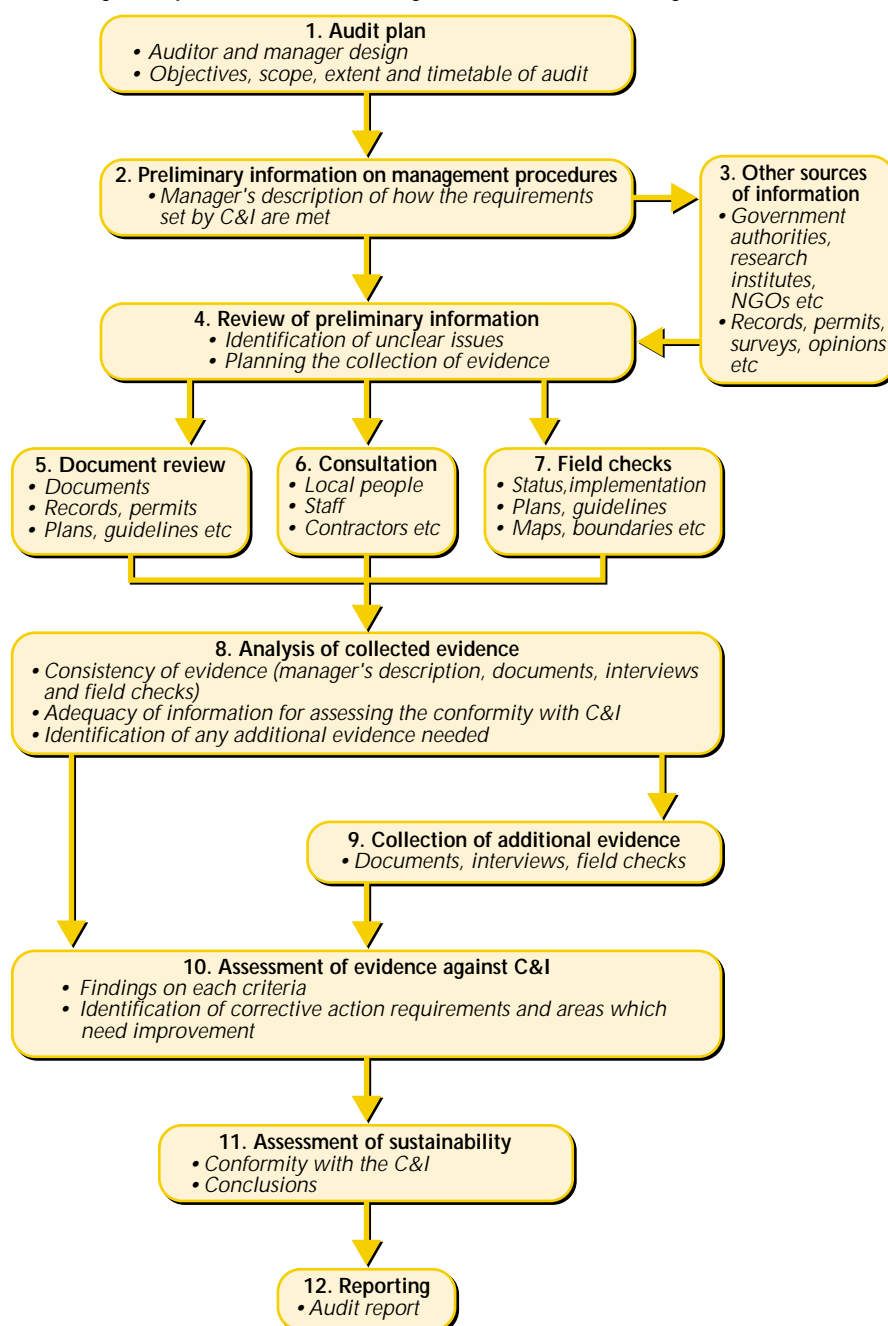 1. Audit plan
• Auditor and manager design
• Objectives, scope, extent and timetable of audit
2. Preliminary information on management procedures
• Manager's description of how the requirements
set by C&I are met
3. Other sources
of information
• Government
authorities,
research
institutes,
NGOs etc
• Records, permits,
surveys, opinions
etc
4. Review of preliminary information
• Identification of unclear issues
• Planning the collection of evidence
5. Document review
• Documents
• Records, permits
• Plans, guidelines etc
6. Consultation
• Local people
• Staff
• Contractors etc
7. Field checks
• Status,implementation
• Plans, guidelines
• Maps, boundaries etc
8. Analysis of collected evidence
• Consistency of evidence (manager's description, documents, interviews
and field checks)
• Adequacy of information for assessing the conformity with C&I
• Identification of any additional evidence needed
9. Collection of additional evidence
• Documents, interviews, field checks
10. Assessment of evidence against C&I
• Findings on each criteria
• Identification of corrective action requirements and areas which
need improvement
11. Assessment of sustainability
• Conformity with the C&I
• Conclusions
12. Reporting
• Audit report